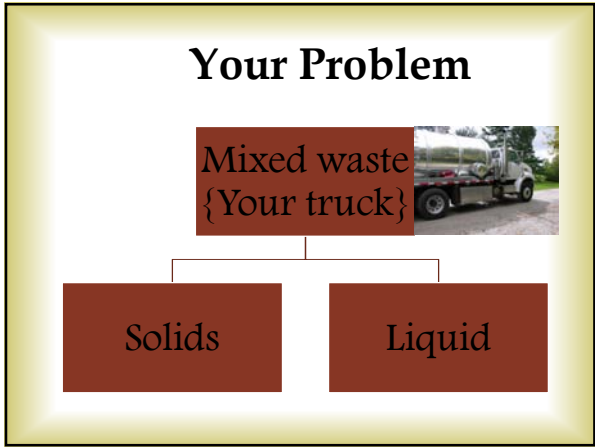 Your Problem
Mixed waste
{Your truck}
Solids
Liquid